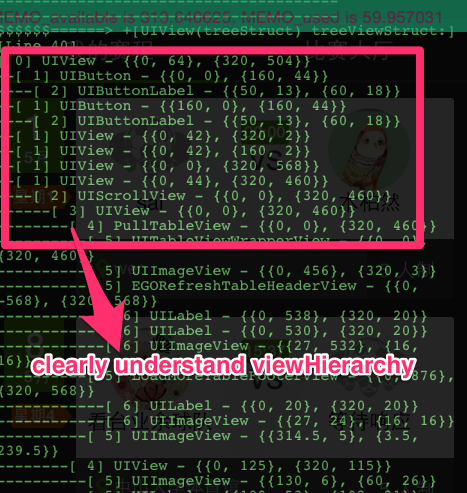 MEMO_available is 313.640625, MEMO_used is 59.957031
$$$$$$=======> +[UIView(treeStruct) treeViewStruct:]
[Line 401
比赛大厅
0] UIView - {{0, 64}, {320, 504}}
--[ 1] UIButton - {{0, 0}, {160, 44}}
----[ 2] UIButtonLabel - {{50, 13}, {60, 18}}
--[ 1] UIButton - {{160, 0}, {160, 44}}
----[ 2] UIButtonLabel - {{50, 13}, {60, 18}}
--[ 1] UIView - {{0, 42}, {320, 2}}
--[ 1] UIView - {{0, 42}, {160, 2}}
--[ 1] UIView - {{0, 0}, {320, 568}}
--[ 1] UIView - {{0, 44}, {320, 460}}
----[ 2] UIScrollView - {{0, 0}, {320, 460}}
------[ 3] UIView - {{0, 0}, {320, 460}}
4] PullTableView - {{0, 0}, {320, 460}}
[ 5] UITableViewWrapperView - {{0, 0}
{320, 460}}
5] UIImageView - {{0, 456}, {320, 3}}
5] EGORefreshTableHeaderView - {{0,
-568}, {320, 568}}
6] UILabel - {{0, 538}, {320, 20}}
6] UILabel - {{0, 530}, {320, 20}}
6] UIImageView - {{27, 532}, {16,
16}}
clearly understand viewHierarchy
876},
{320, 568}}
[ 6] UILabel - {{0, 20}, {320, 20}}
[ 6] UIImageView - {{27, 24}, {16, 16}}
[ 5] UIImageView - {{314.5, 5}, {3.5,
239.5}}
--------[ 4] UIView - {{0, 125}, {320, 115}}
----------[ 5] UIImageView - {{130, 6}, {60, 26}}